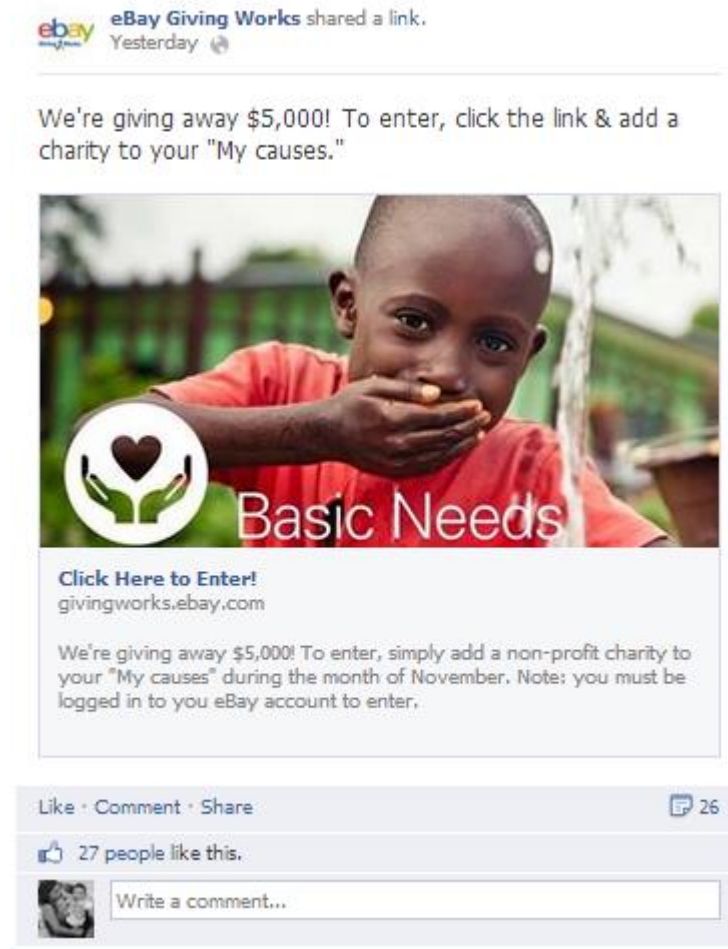 ebay
eBay Giving Works shared a link.
Yesterday
We're giving away $5,000! To enter, click the link & add a
charity to your "My causes."
Basic Needs
Click Here to Enter!
givingworks.ebay.com
We're giving away $5,000! To enter, simply add a non-profit charity to
your "My causes" during the month of November. Note: you must be
logged in to you eBay account to enter.
Like · Comment · Share
26
27 people like this.
Write a comment...